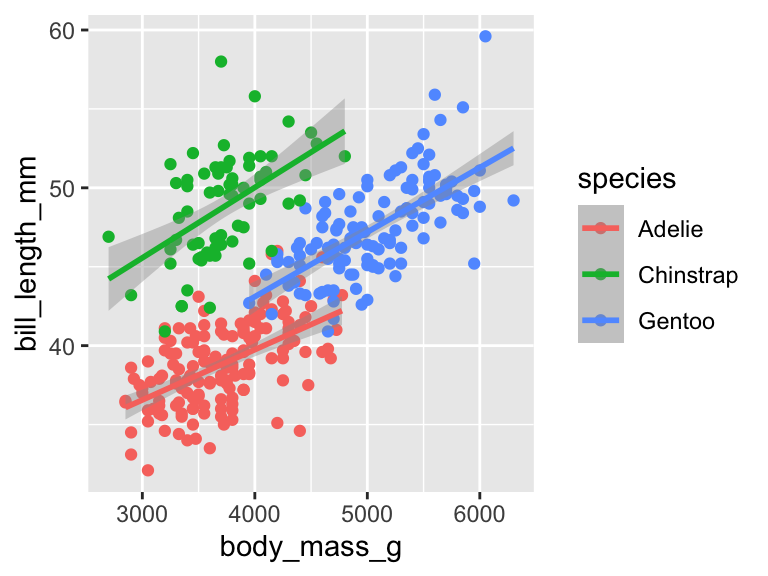 60
50
40
bill_length_mm
3000 4000 5000 6000
body_mass_g
species
Adelie
Chinstrap
Gentoo